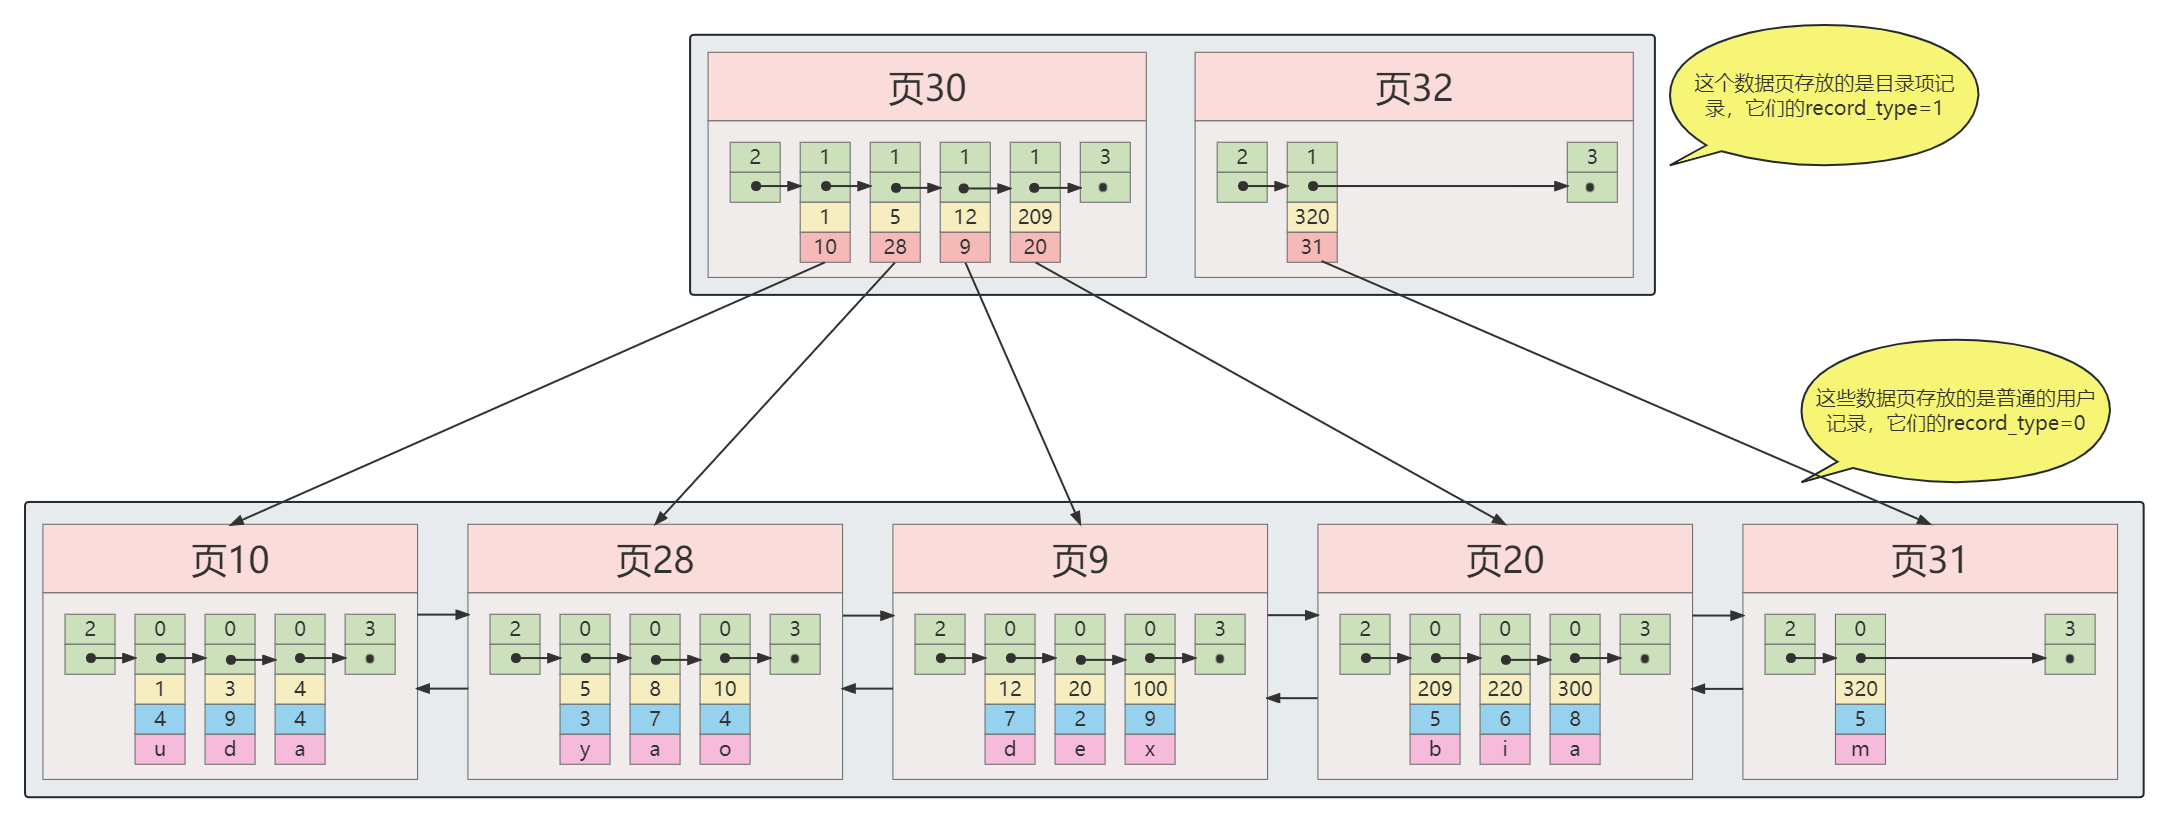 页30
页32
这个数据页存放的是目录项记
录，它们的record_type=1
2 1 1 1 1 3
2 1 3
1 5 12 209
320
10 28 9 20
31
这些数据页存放的是普通的用户
记录，它们的record_type=0
页10
页28
页9
页20
页31
2 0 0 0 3
2 0 0 0 3
2 0 0 0 3
2 0 0 0 3
2 0 3
1 3 4
5 8 10
12 20 100
209 220 300
320
4 9 4
3 7 4
7 2 9
5 6 8
5
u d a
y a o
d e x
b i a
m